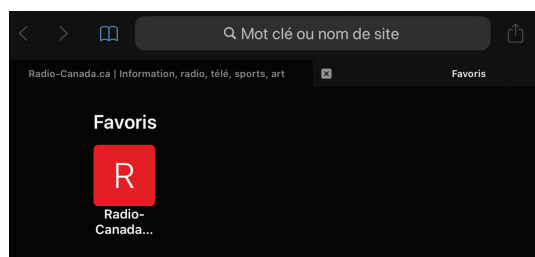 Mot clé ou nom de site
Radio-Canada.ca | Information, radio, télé, sports, art
Favoris
Favoris
R
Radio-
Canada...